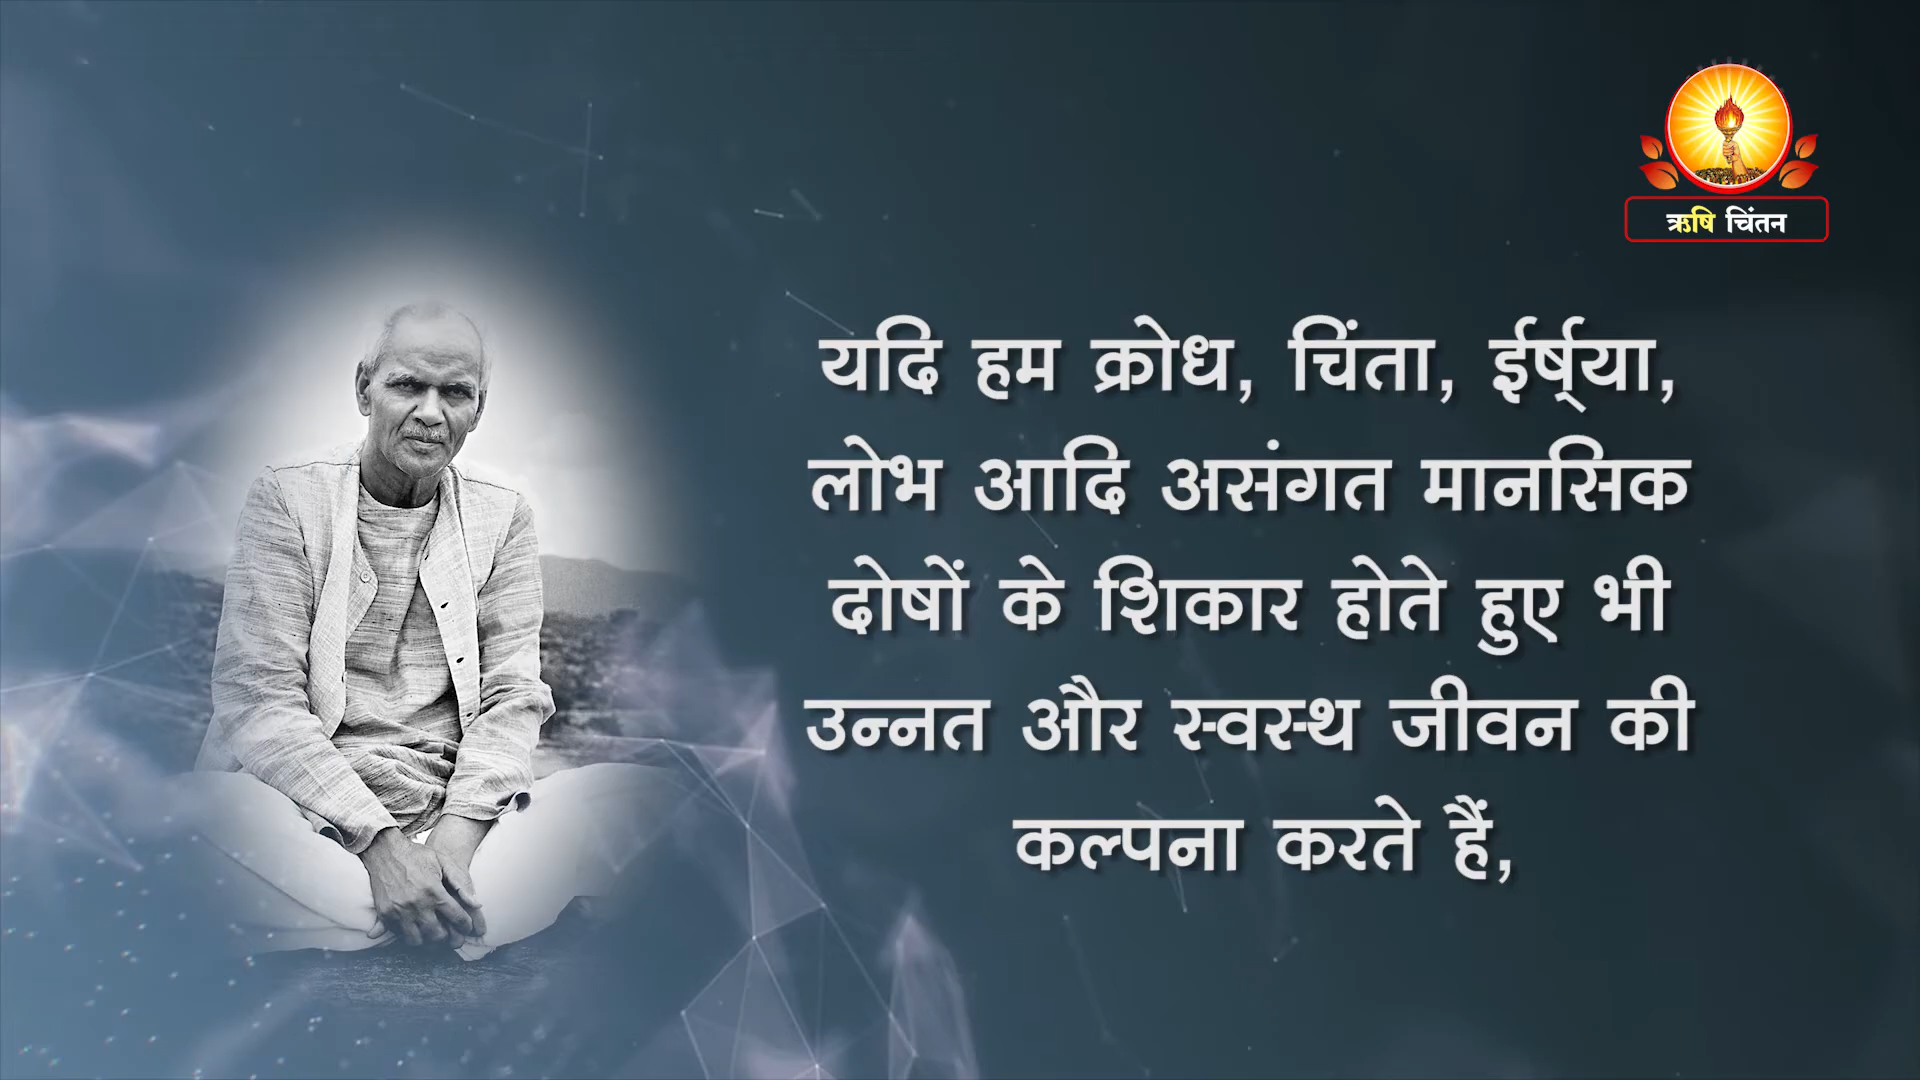 ऋषि चिंतन
यदि हम क्रोध, चिंता, ईर्ष्‌या,
लोभ आदि असंगत मानसिक
दोषों के शिकार होते हुए भी
उन्नत और स्वस्थ जीवन की
कल्पना करते हैं,